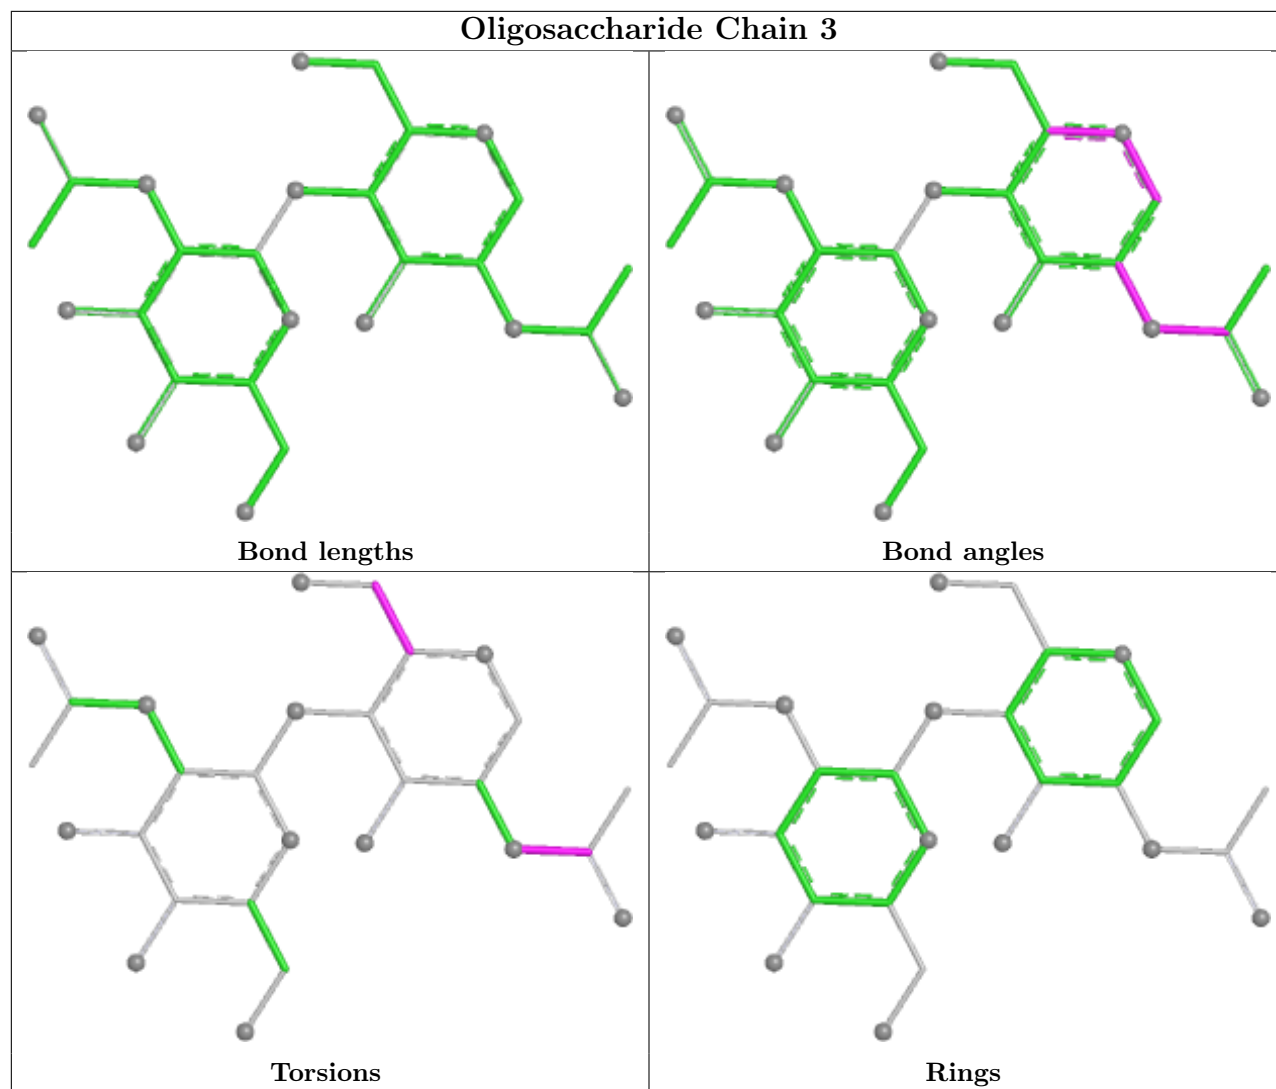 Oligosaccharide Chain 3
Bond lengths
Bond angles
Torsions
Rings